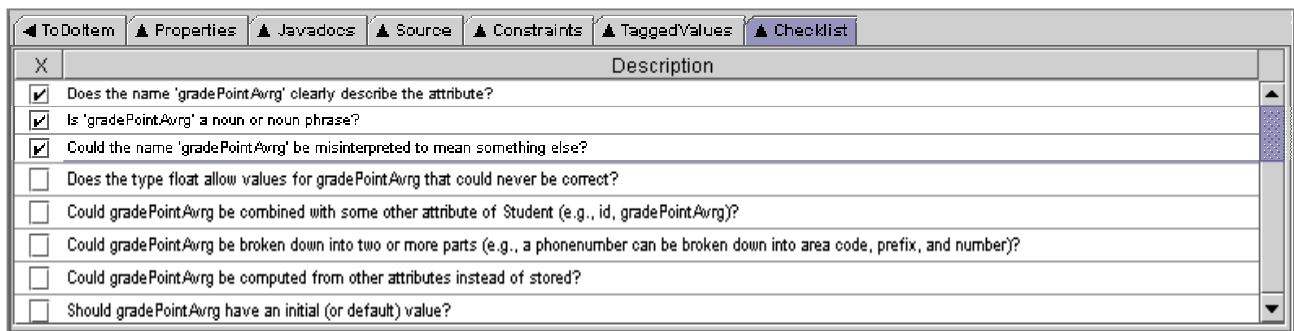 ToDoItem Properties Javadocs Source Constraints TaggedValues Checklist
X Description
Does the name 'gradePointAvrg' clearly describe the attribute?
Is 'gradePointAvrg' a noun or noun phrase?
Could the name 'gradePointAvrg' be misinterpreted to mean something else?
Does the type float allow values for gradePointAvrg that could never be correct?
Could gradePointAvrg be combined with some other attribute of Student (e.g., id, gradePointAvrg)?
Could gradePointAvrg be broken down into two or more parts (e.g., a phonenumber can be broken down into area code, prefix, and number)?
Could gradePointAvrg be computed from other attributes instead of stored?
Should gradePointAvrg have an initial (or default) value?